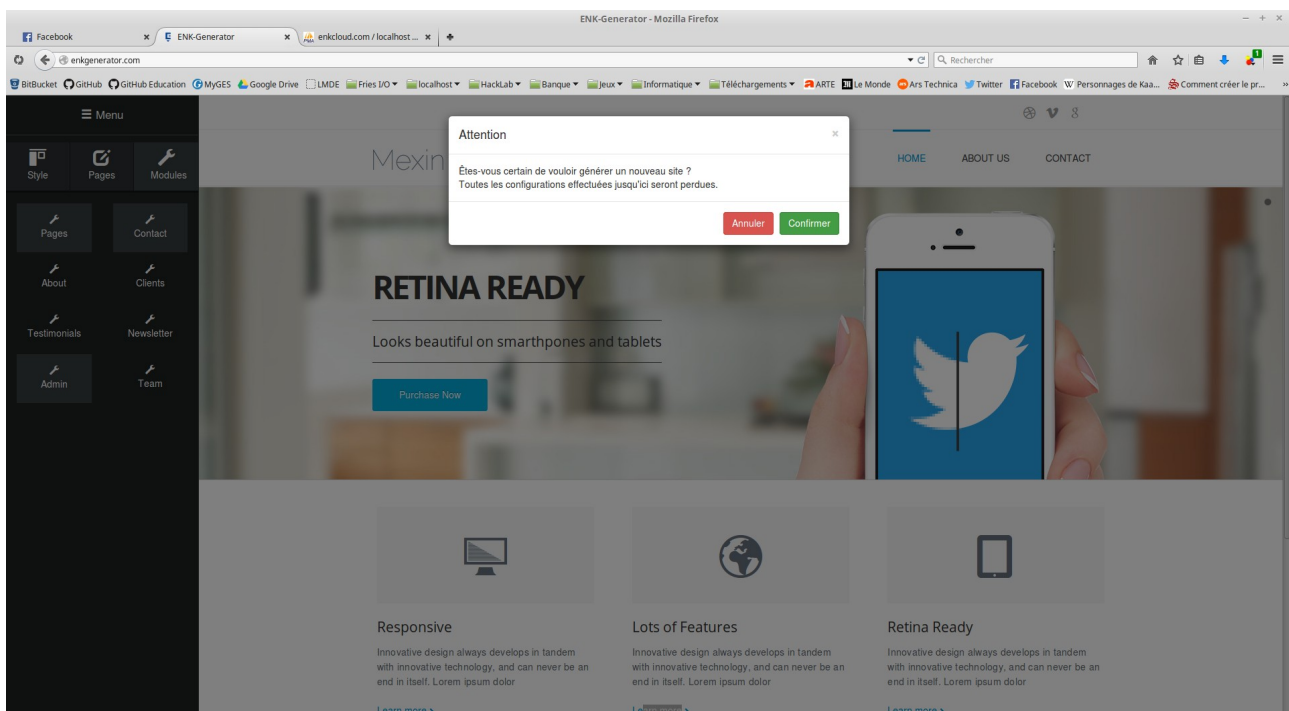 ENK-Generator - Mozilla Firefox
Facebook
ENK-Generator
enkcloud.com / localhost ...
enkgenerator.com
Rechercher
BitBucket GitHub GitHub Education MyGES Google Drive LMDE Fries I/O localhost HackLab Banque Jeux Informatique Téléchargements ARTE Le Monde Ars Technica Twitter Facebook Personnages de Kaa... Comment créer le pr...
Menu
Style Pages Modules
Pages Contact
About Clients
Testimonials Newsletter
Admin Team
Mexin
HOME ABOUT US CONTACT
Attention
Êtes-vous certain de vouloir générer un nouveau site ?
Toutes les configurations effectuées jusqu'ici seront perdues.
Annuler Confirmer
RETINA READY
Looks beautiful on smarthpones and tablets
Purchase Now
Responsive
Innovative design always develops in tandem
with innovative technology, and can never be an
end in itself. Lorem ipsum dolor
Learn more
Lots of Features
Innovative design always develops in tandem
with innovative technology, and can never be an
end in itself. Lorem ipsum dolor
Learn more
Retina Ready
Innovative design always develops in tandem
with innovative technology, and can never be an
end in itself. Lorem ipsum dolor
Learn more